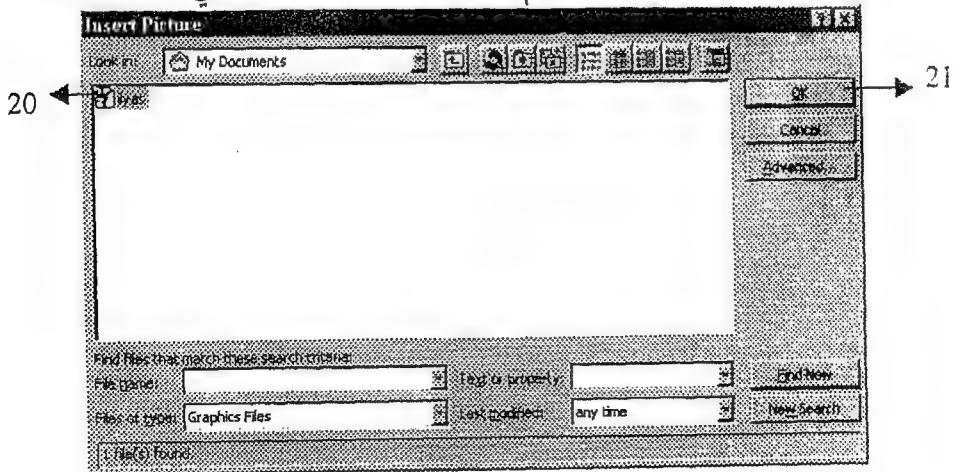 Insert Picture
Look in: My Documents
20
21
OK
Cancel
Advanced...
Find files that match these search criteria:
File name:
Text or property:
Find Now
Files of type: Graphics Files
Last modified: any time
New Search
1 file(s) found.